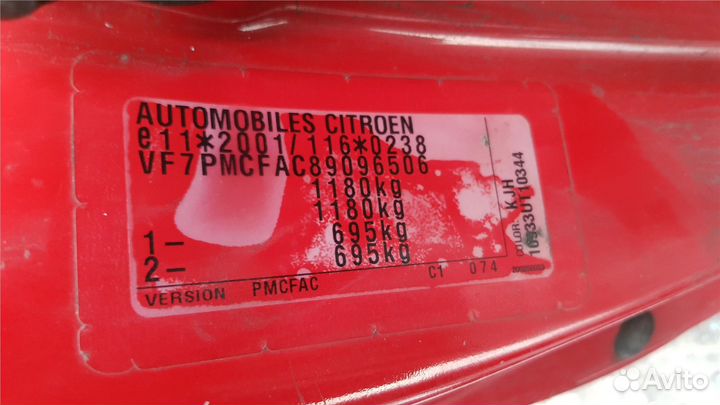 AUTOMOBILES CITROEN
e11*2001/116*0238
VF7PMCFAC89096506
1180kg
1180kg
1- 695kg
2- 695kg
VERSION PMCFAC C1 074
COLOR: KJH
Avito